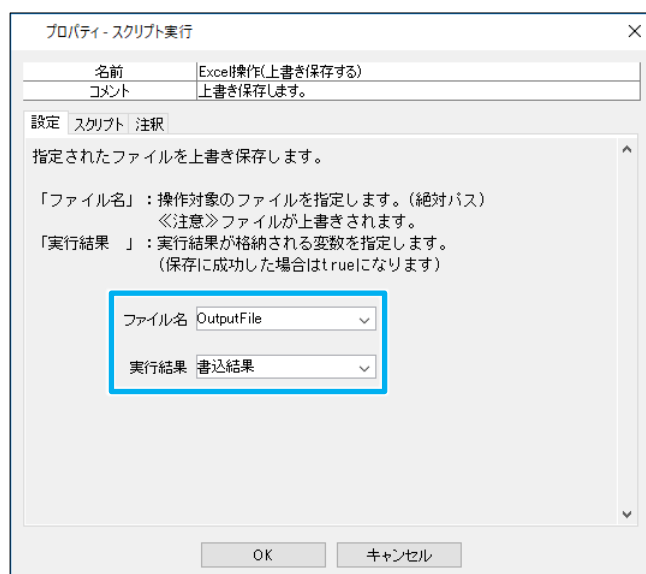 プロパティ - スクリプト実行
名前 Excel操作(上書き保存する)
コメント 上書き保存します。
設定 スクリプト 注釈
指定されたファイルを上書き保存します。
「ファイル名」：操作対象のファイルを指定します。(絶対パス)
≪注意≫ファイルが上書きされます。
「実行結果　」：実行結果が格納される変数を指定します。
(保存に成功した場合はtrueになります)
ファイル名 OutputFile
実行結果 書込結果
OK キャンセル